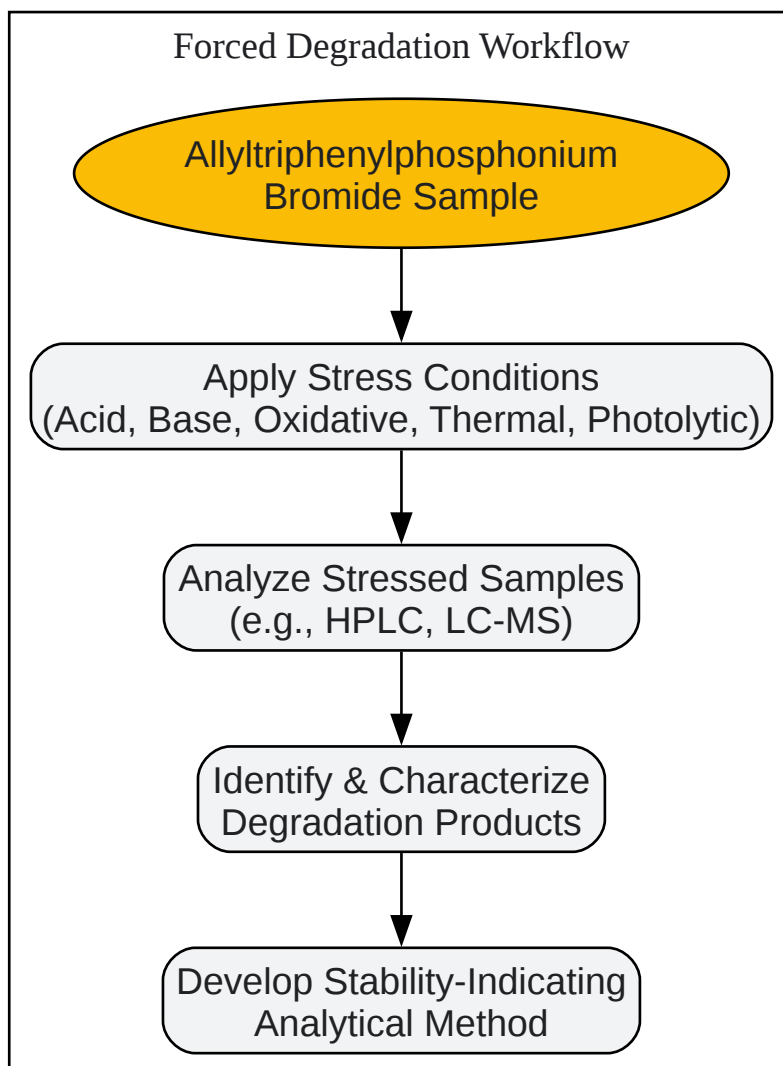 Forced Degradation Workflow
Allyltriphenylphosphonium
Bromide Sample
Apply Stress Conditions
(Acid, Base, Oxidative, Thermal, Photolytic)
Analyze Stressed Samples
(e.g., HPLC, LC-MS)
Identify & Characterize
Degradation Products
Develop Stability-Indicating
Analytical Method